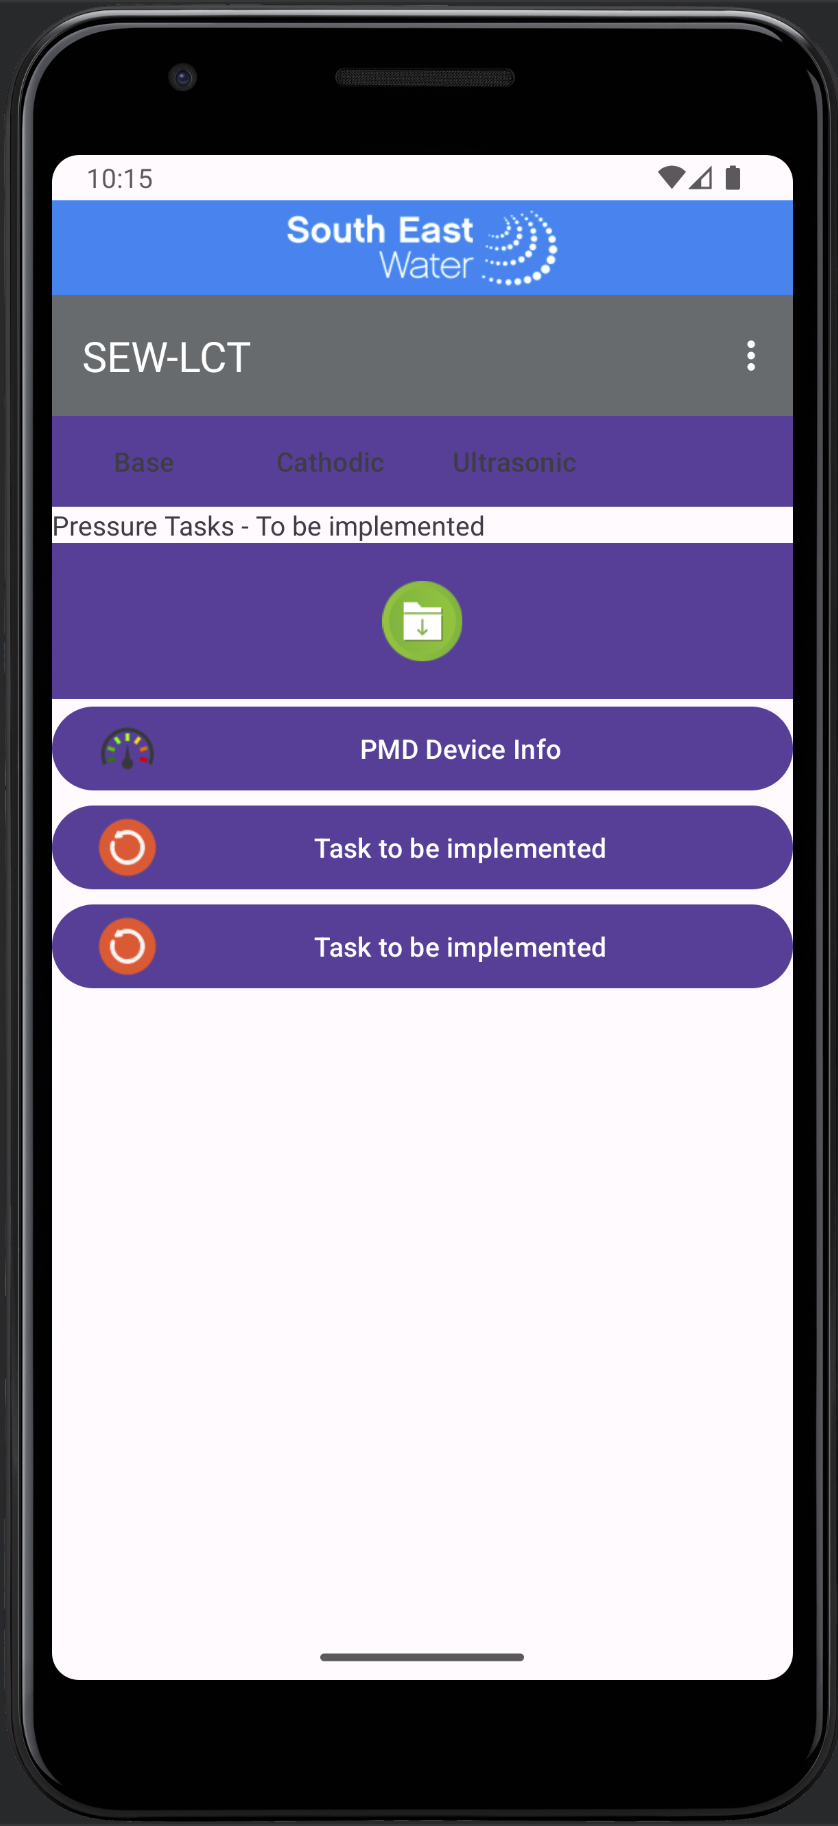 10:15
South East
Water
SEW-LCT
Base Cathodic Ultrasonic
Pressure Tasks - To be implemented
PMD Device Info
Task to be implemented
Task to be implemented